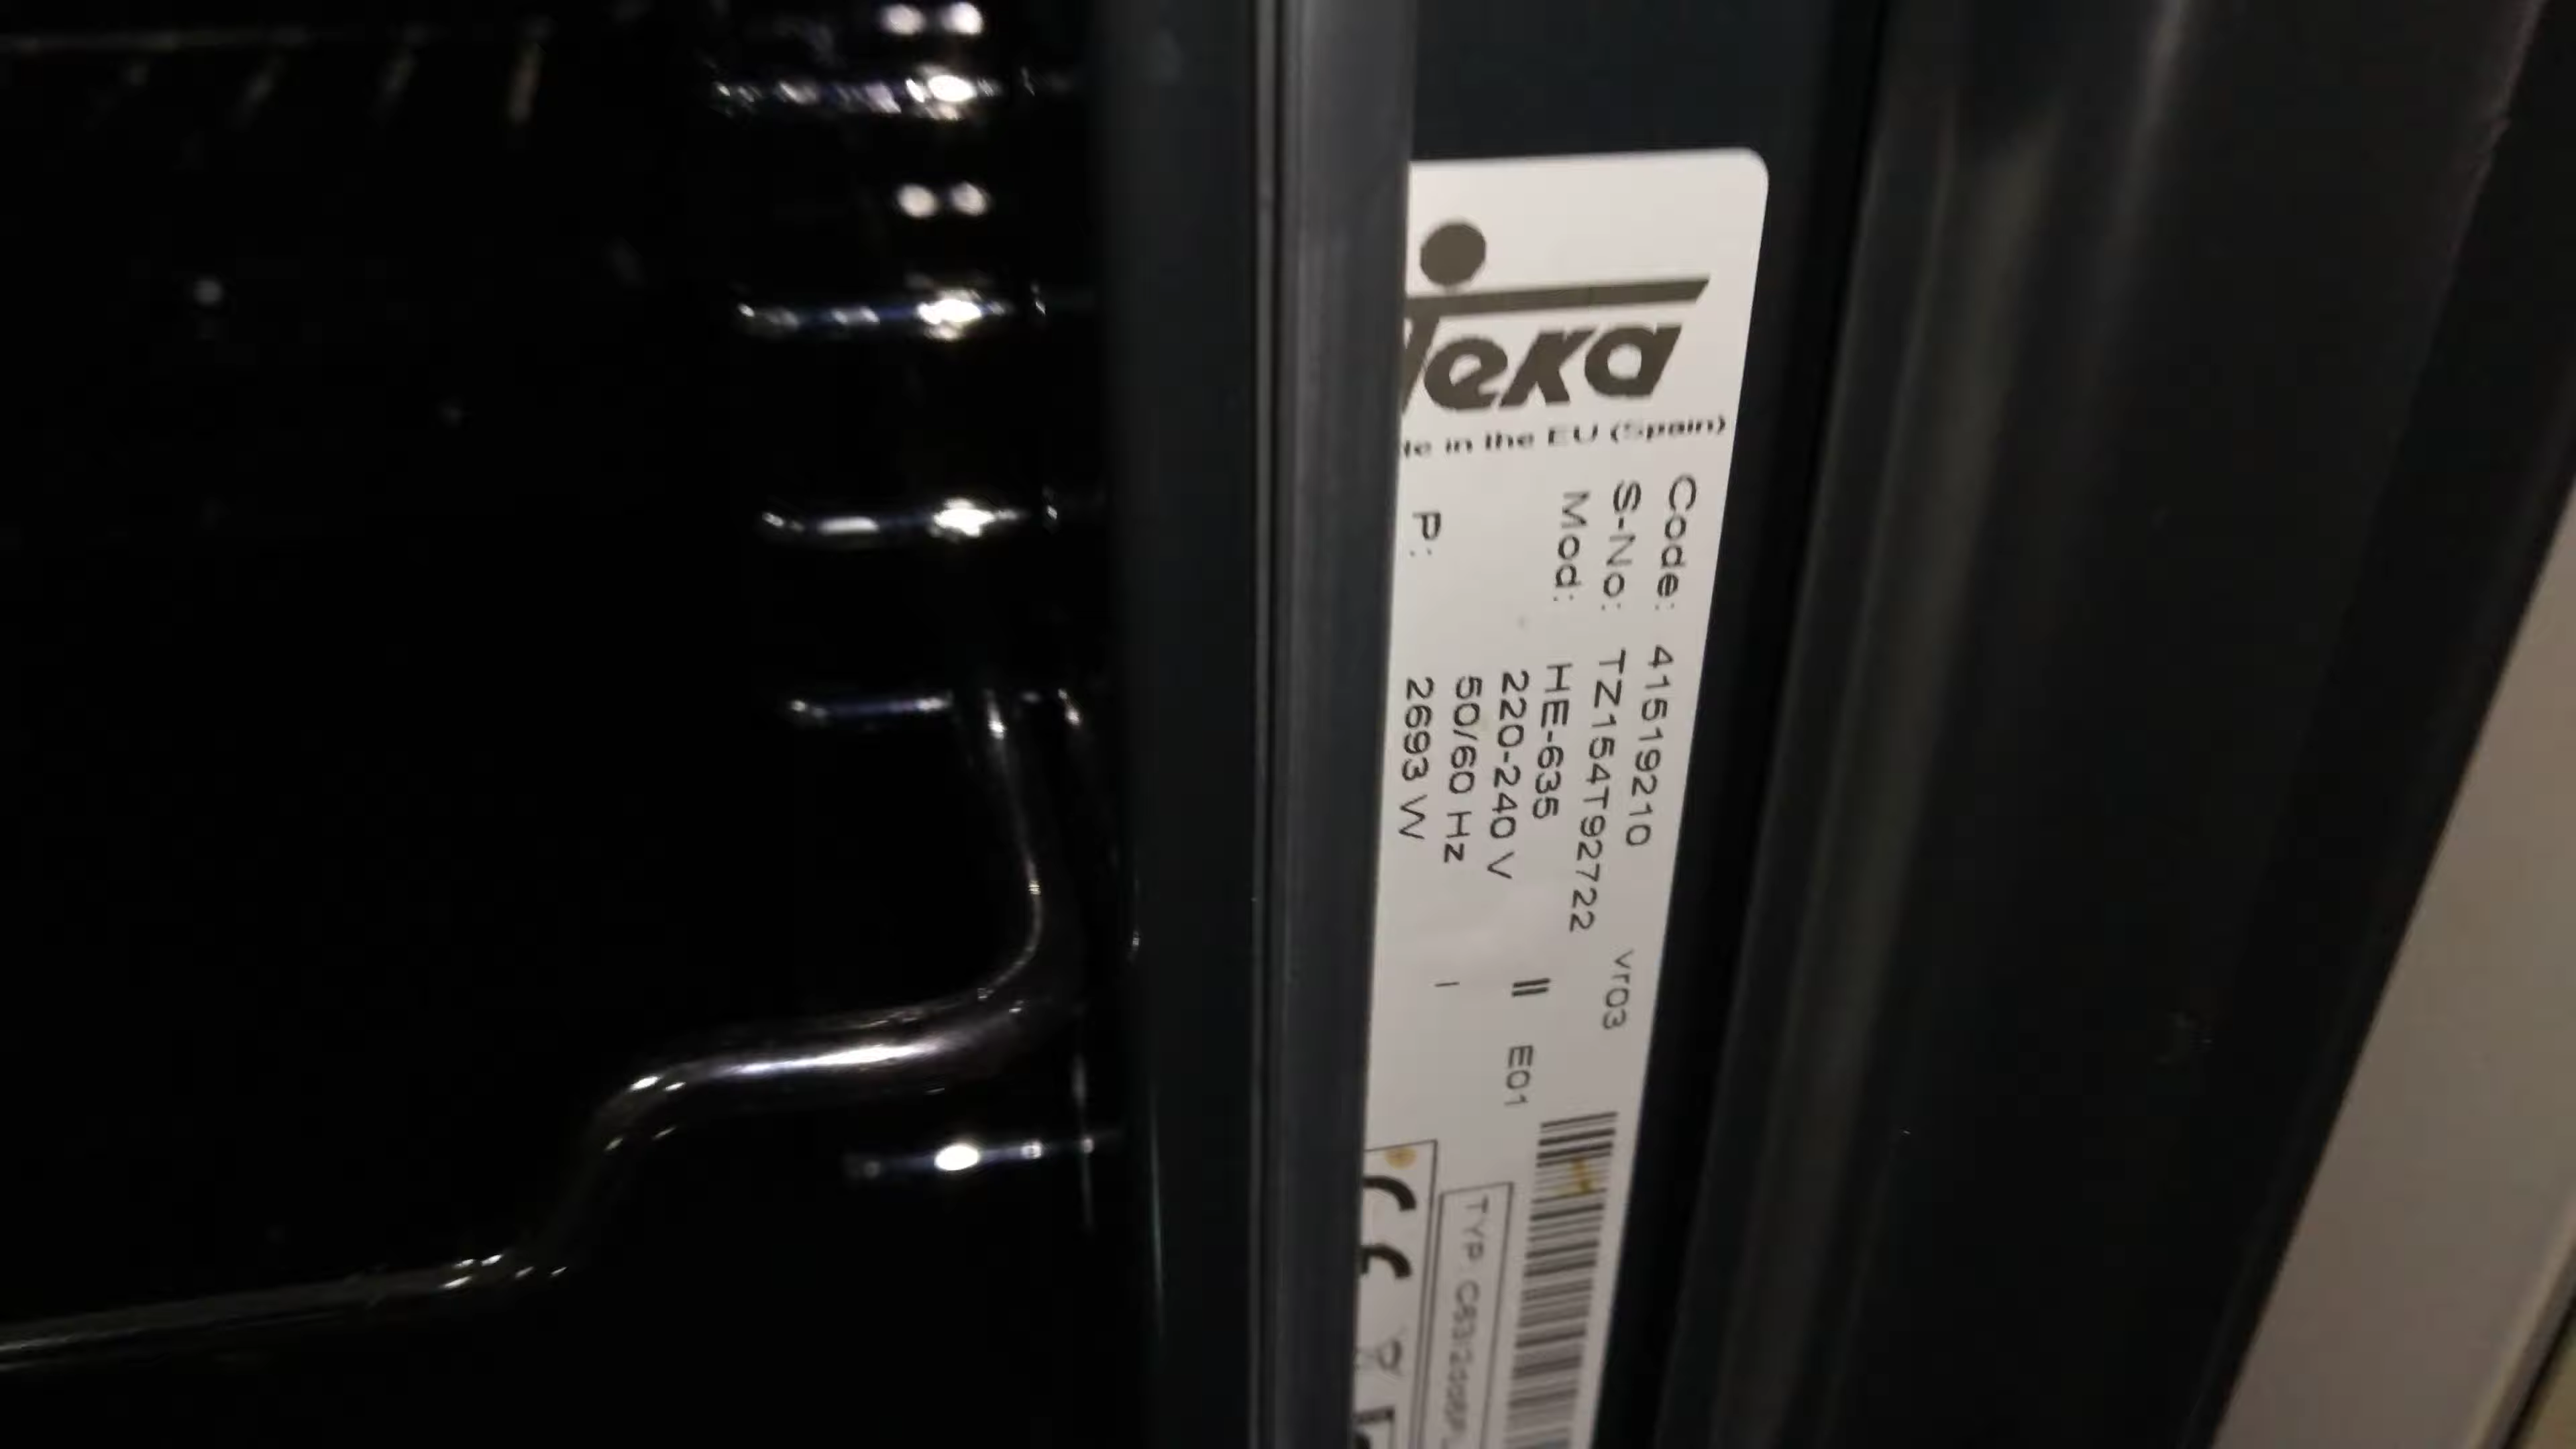 Teka
in the EU (Spain)
Code: 41519210
S-No: TZ154T92722
vr03
Mod: HE-635
220-240 V
E01
50/60 Hz
P: 2693 W
CE
TYP